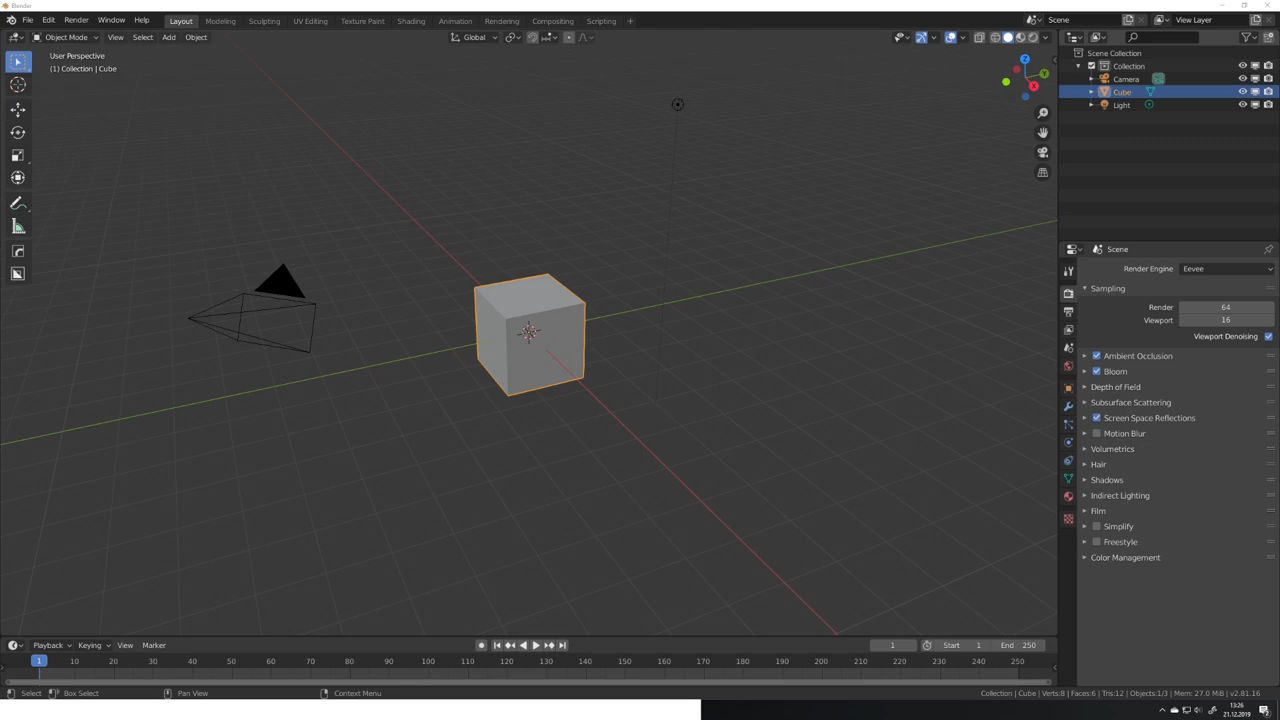 Blender
File Edit Render Window Help Layout Modeling Sculpting UV Editing Texture Paint Shading Animation Rendering Compositing Scripting + Scene View Layer
Object Mode View Select Add Object Global
User Perspective
(1) Collection | Cube
Z
Y
X
Scene Collection
Collection
Camera
Cube
Light
Scene
Render Engine Eevee
Sampling
Render 64
Viewport 16
Viewport Denoising
Ambient Occlusion
Bloom
Depth of Field
Subsurface Scattering
Screen Space Reflections
Motion Blur
Volumetrics
Hair
Shadows
Indirect Lighting
Film
Simplify
Freestyle
Color Management
Playback Keying View Marker 1 Start 1 End 250
1 10 20 30 40 50 60 70 80 90 100 110 120 130 140 150 160 170 180 190 200 210 220 230 240 250
Select Box Select Pan View Context Menu Collection | Cube | Verts:8 | Faces:6 | Tris:12 | Objects:1/3 | Mem: 27.0 MiB | v2.81.16
13:26
21.12.2019